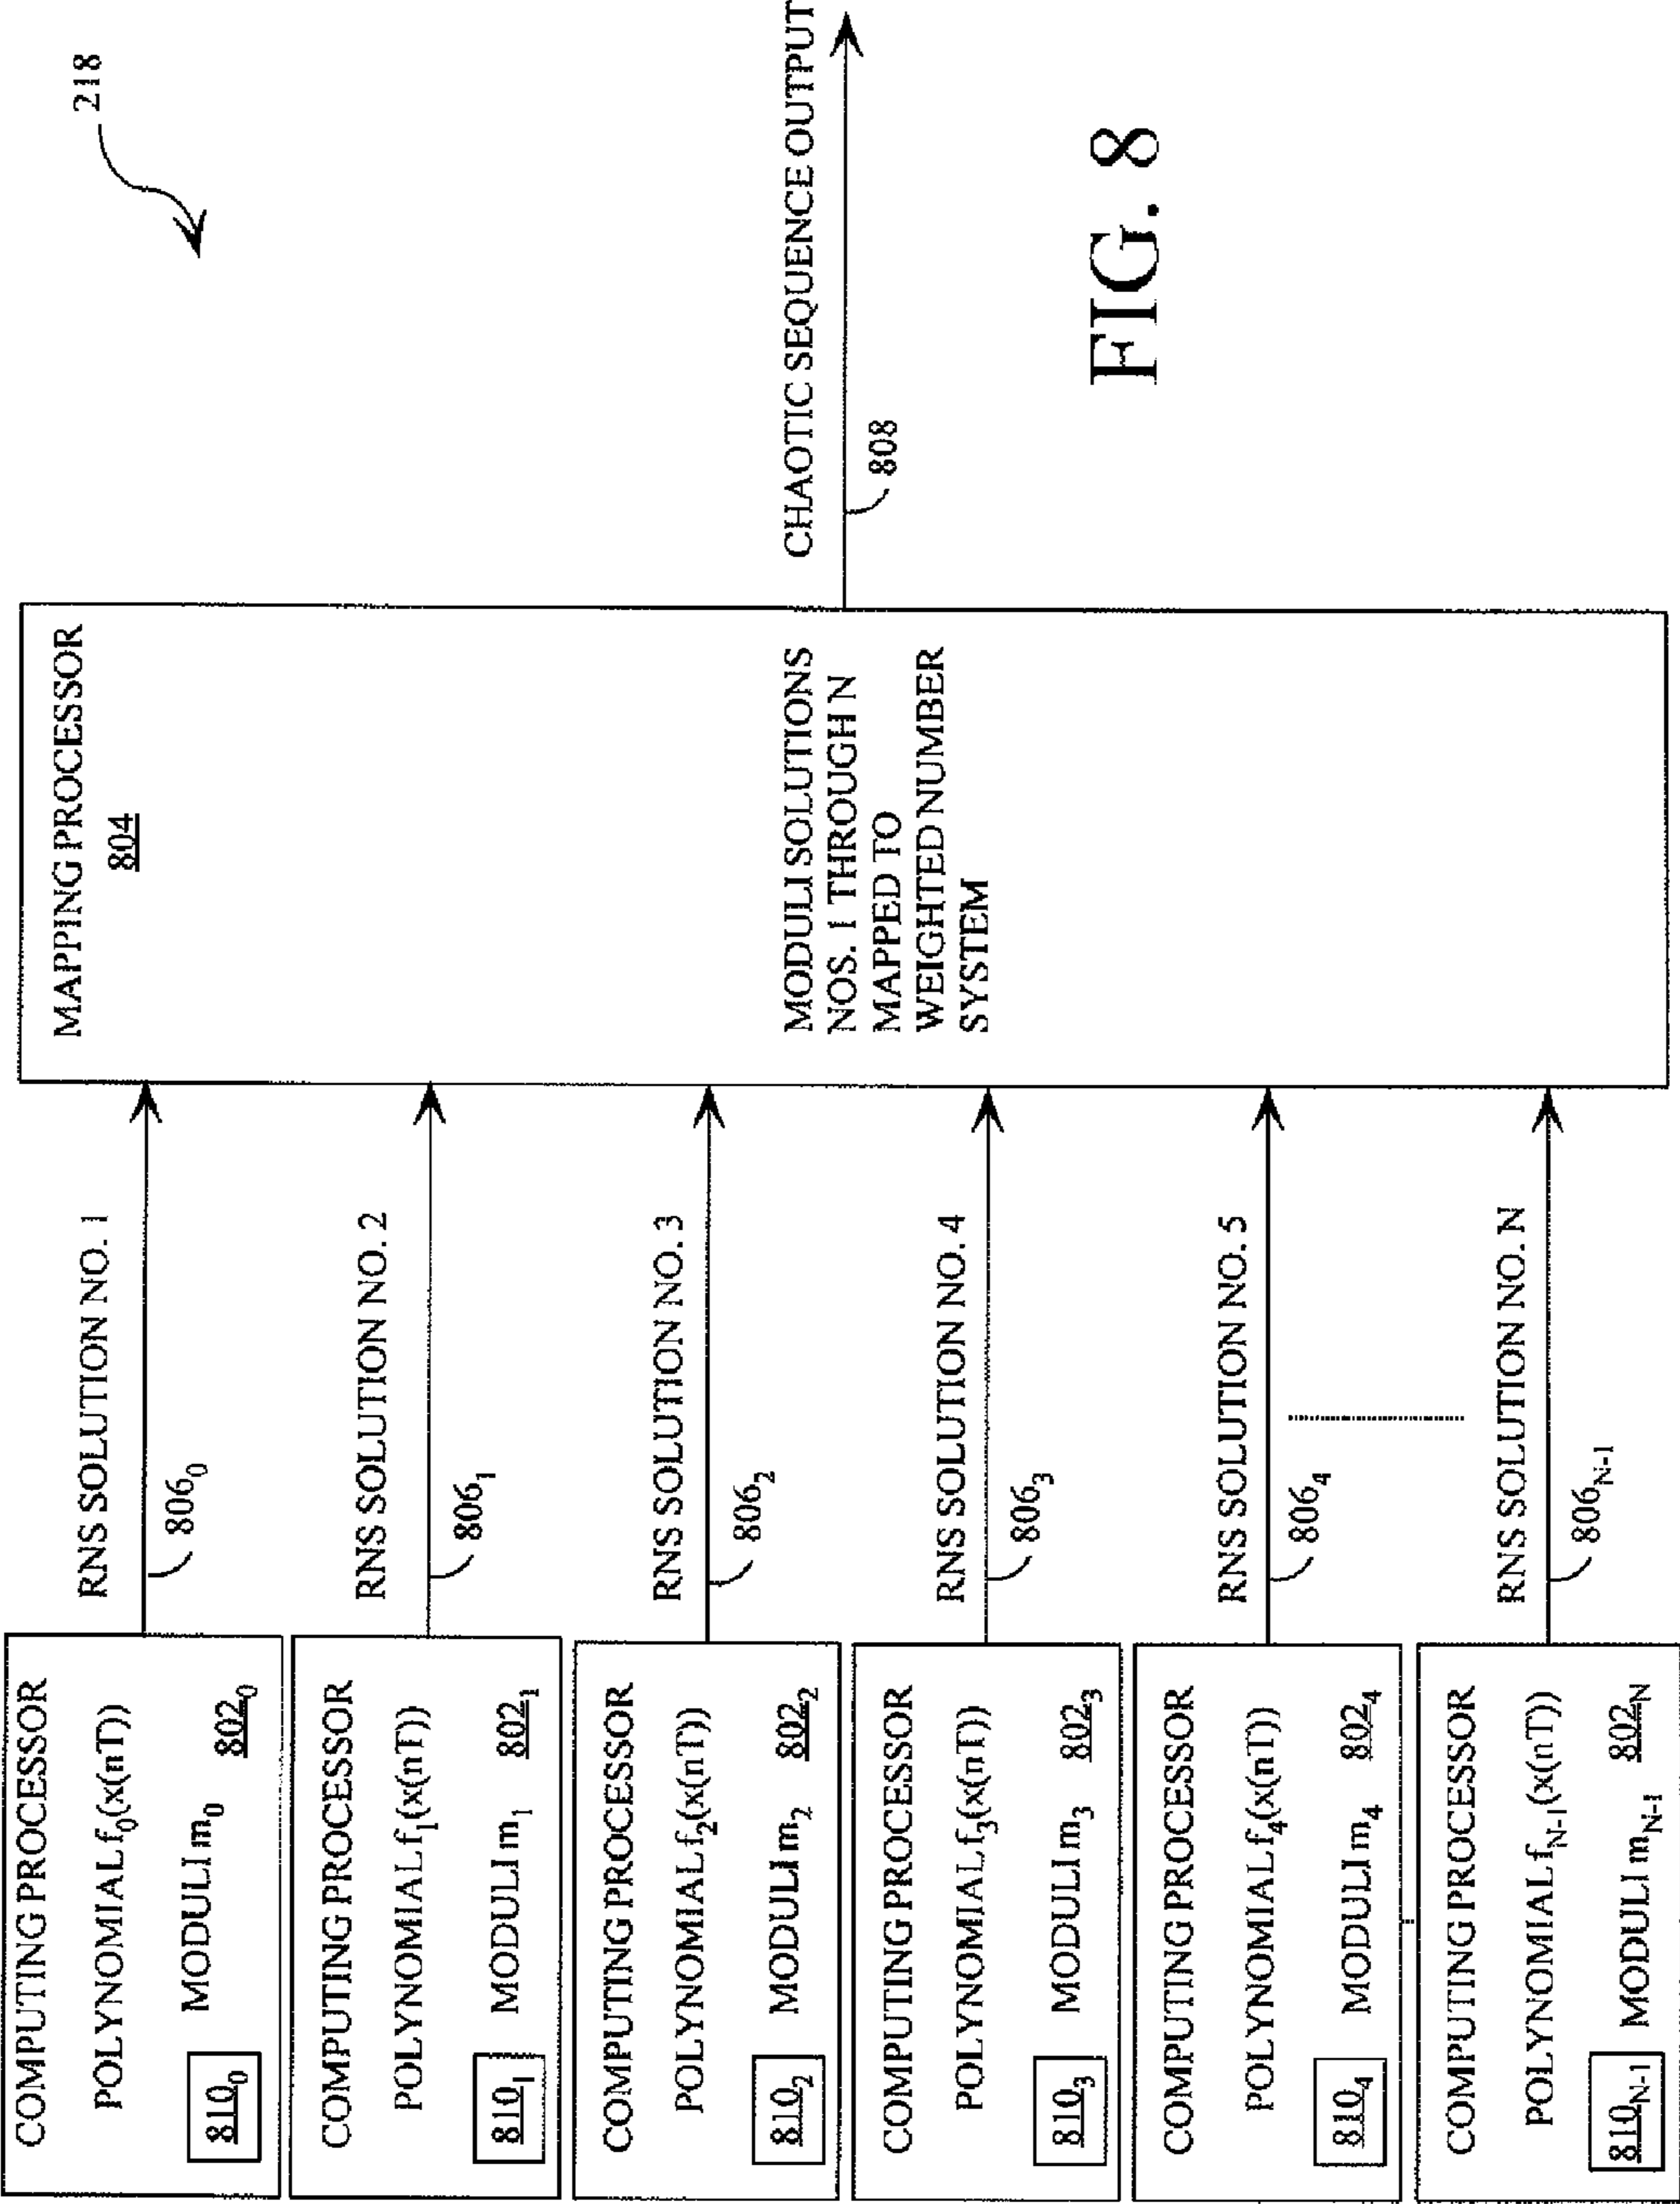 218
COMPUTING PROCESSOR
POLYNOMIAL f₀(x(nT))
810₀ MODULI m₀ 802₀
RNS SOLUTION NO. 1
806₀
COMPUTING PROCESSOR
POLYNOMIAL f₁(x(nT))
810₁ MODULI m₁ 802₁
RNS SOLUTION NO. 2
806₁
COMPUTING PROCESSOR
POLYNOMIAL f₂(x(nT))
810₂ MODULI m₂ 802₂
RNS SOLUTION NO. 3
806₂
COMPUTING PROCESSOR
POLYNOMIAL f₃(x(nT))
810₃ MODULI m₃ 802₃
RNS SOLUTION NO. 4
806₃
COMPUTING PROCESSOR
POLYNOMIAL f₄(x(nT))
810₄ MODULI m₄ 802₄
RNS SOLUTION NO. 5
806₄
COMPUTING PROCESSOR
POLYNOMIAL f_N-1(x(nT))
810_N-1 MODULI m_N-1 802_N
RNS SOLUTION NO. N
806_N-1
MAPPING PROCESSOR
804
MODULI SOLUTIONS
NOS. 1 THROUGH N
MAPPED TO
WEIGHTED NUMBER
SYSTEM
CHAOTIC SEQUENCE OUTPUT
808
FIG. 8